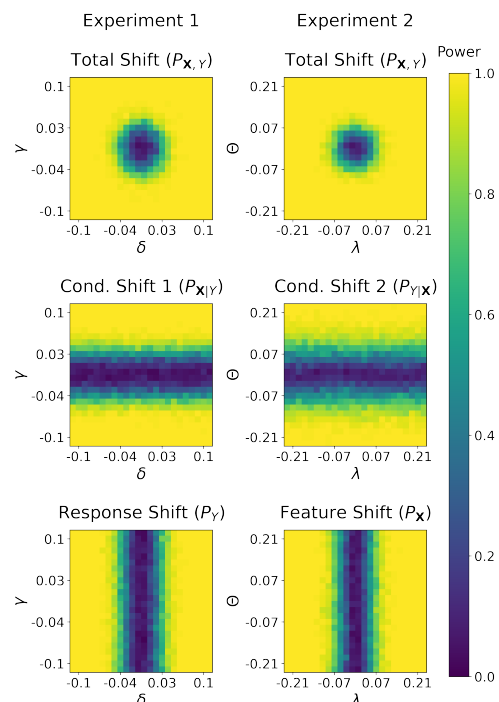 Experiment 1 Experiment 2
Total Shift (P_X,Y) Total Shift (P_X,Y) Power
0.1 0.03 -0.04 -0.1 γ
-0.1 -0.04 0.03 0.1
δ
0.21 0.07 -0.07 -0.21 Θ
-0.21 -0.07 0.07 0.21
λ
Cond. Shift 1 (P_X|Y) Cond. Shift 2 (P_Y|X)
0.1 0.03 -0.04 -0.1 γ
-0.1 -0.04 0.03 0.1
δ
0.21 0.07 -0.07 -0.21 Θ
-0.21 -0.07 0.07 0.21
λ
Response Shift (P_Y) Feature Shift (P_X)
0.1 0.03 -0.04 -0.1 γ
-0.1 -0.04 0.03 0.1
δ
0.21 0.07 -0.07 -0.21 Θ
-0.21 -0.07 0.07 0.21
λ
1.0
0.8
0.6
0.4
0.2
0.0